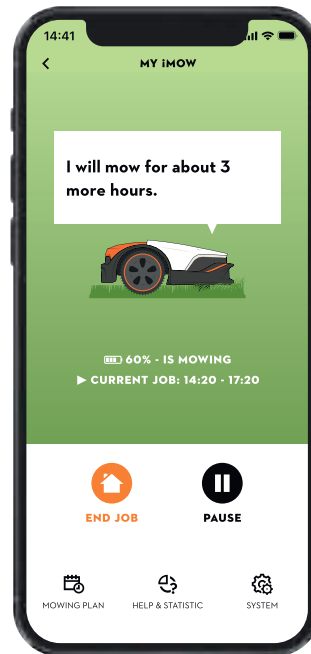 14:41
MY iMOW
I will mow for about 3
more hours.
60% - IS MOWING
CURRENT JOB: 14:20 - 17:20
END JOB
PAUSE
MOWING PLAN
HELP & STATISTIC
SYSTEM